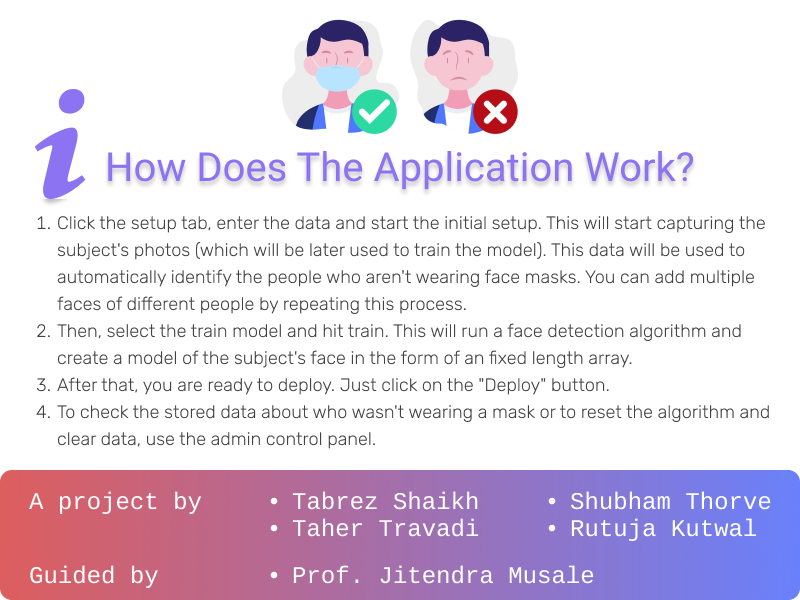 i
How Does The Application Work?
1. Click the setup tab, enter the data and start the initial setup. This will start capturing the
subject's photos (which will be later used to train the model). This data will be used to
automatically identify the people who aren't wearing face masks. You can add multiple
faces of different people by repeating this process.
2. Then, select the train model and hit train. This will run a face detection algorithm and
create a model of the subject's face in the form of an fixed length array.
3. After that, you are ready to deploy. Just click on the "Deploy" button.
4. To check the stored data about who wasn't wearing a mask or to reset the algorithm and
clear data, use the admin control panel.
A project by • Tabrez Shaikh • Shubham Thorve
• Taher Travadi • Rutuja Kutwal
Guided by • Prof. Jitendra Musale